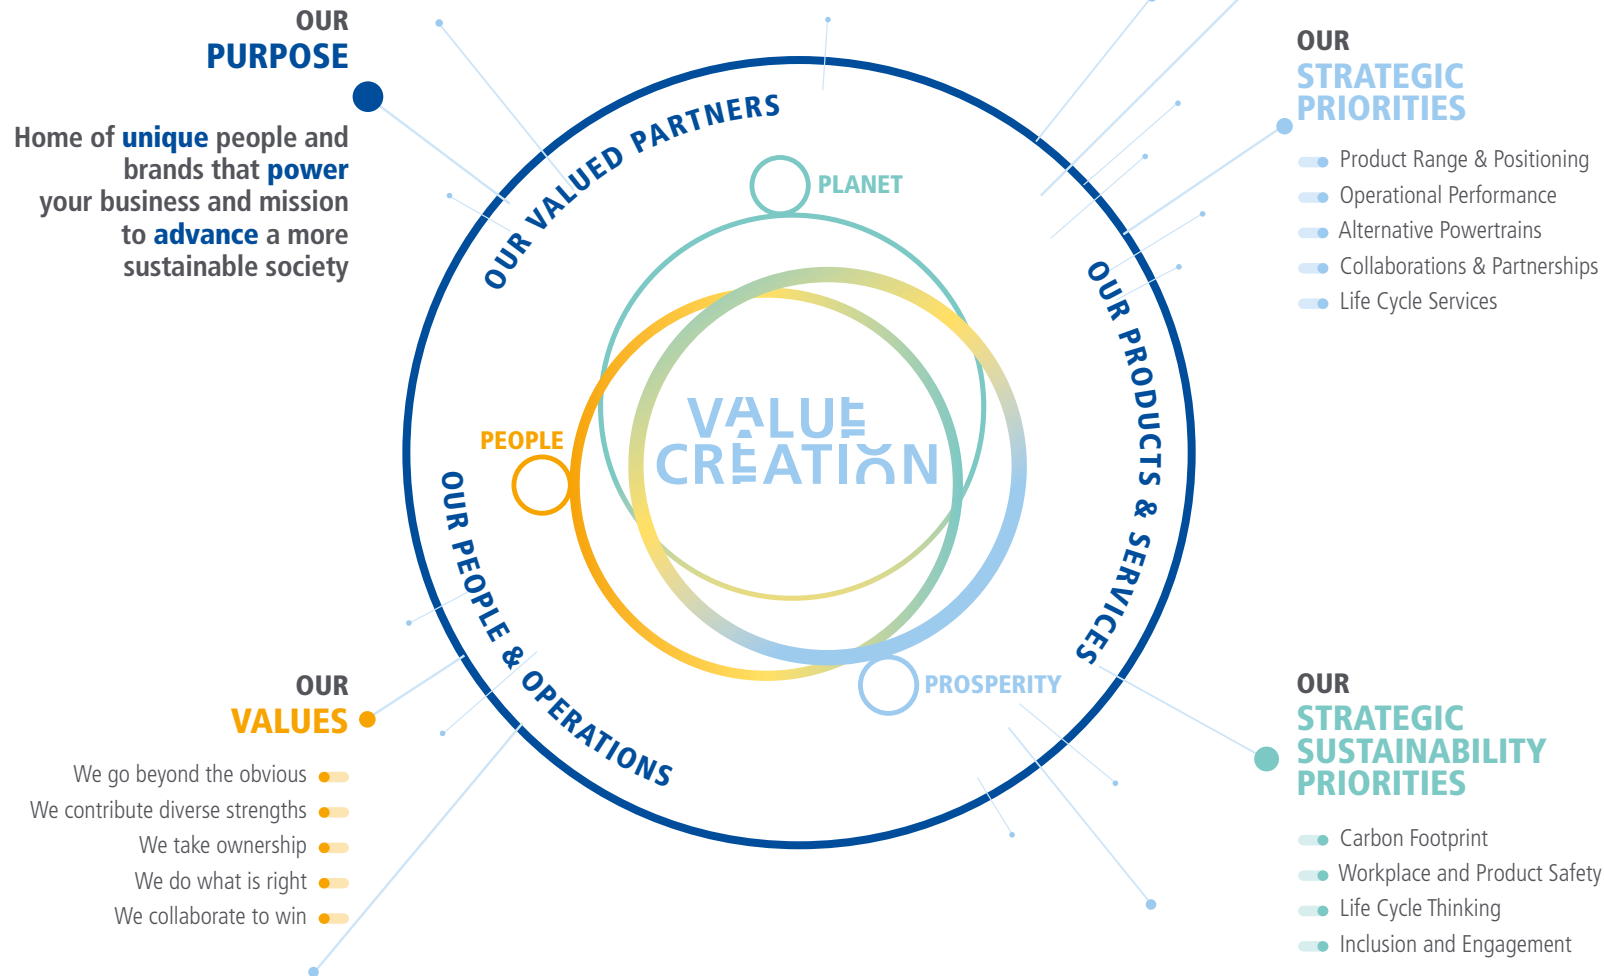 OUR
PURPOSE
Home of unique people and
brands that power
your business and mission
to advance a more
sustainable society
OUR VALUED PARTNERS
PLANET
PEOPLE
VALUE
CREATION
PROSPERITY
OUR PRODUCTS & SERVICES
OUR PEOPLE & OPERATIONS
OUR
STRATEGIC
PRIORITIES
Product Range & Positioning
Operational Performance
Alternative Powertrains
Collaborations & Partnerships
Life Cycle Services
OUR
VALUES
We go beyond the obvious
We contribute diverse strengths
We take ownership
We do what is right
We collaborate to win
OUR
STRATEGIC
SUSTAINABILITY
PRIORITIES
Carbon Footprint
Workplace and Product Safety
Life Cycle Thinking
Inclusion and Engagement